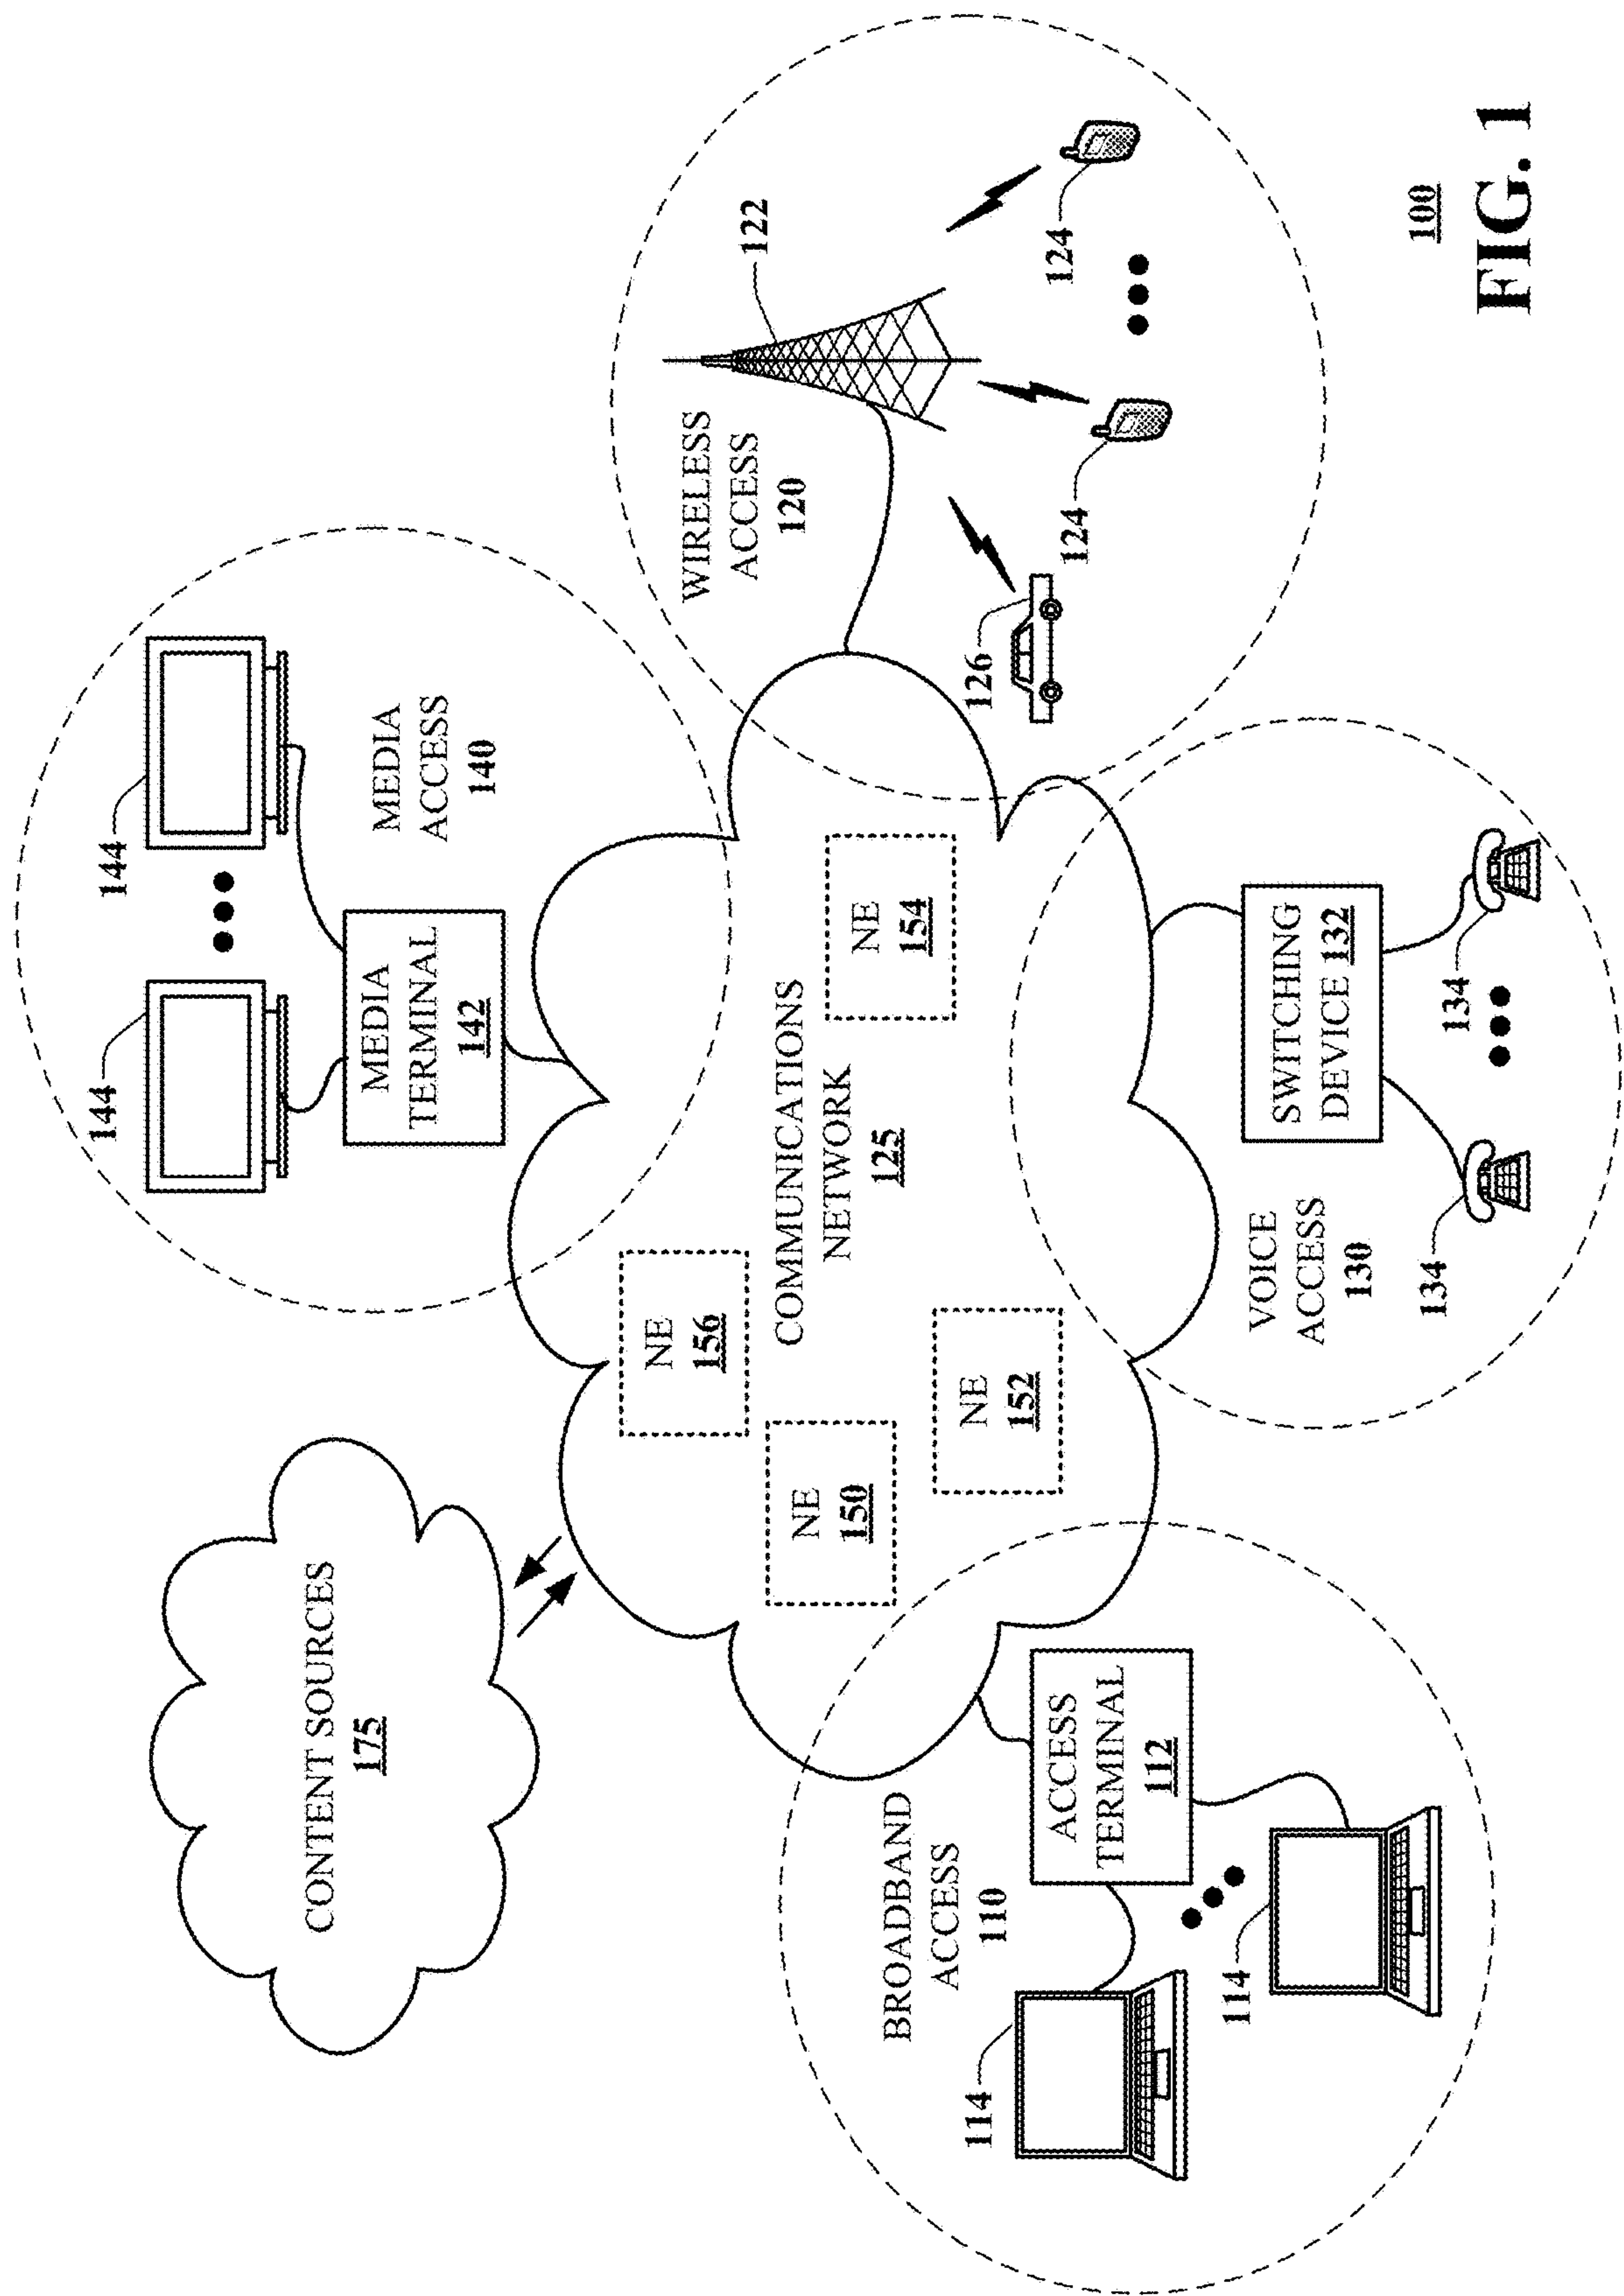 CONTENT SOURCES
175
144
144
MEDIA
TERMINAL
142
MEDIA
ACCESS
140
NE
156
NE
150
NE
152
COMMUNICATIONS
NETWORK
125
NE
154
WIRELESS
ACCESS
120
122
126
124
124
BROADBAND
ACCESS
110
ACCESS
TERMINAL
112
114
114
VOICE
ACCESS
130
SWITCHING
DEVICE 132
134
134
100
FIG. 1